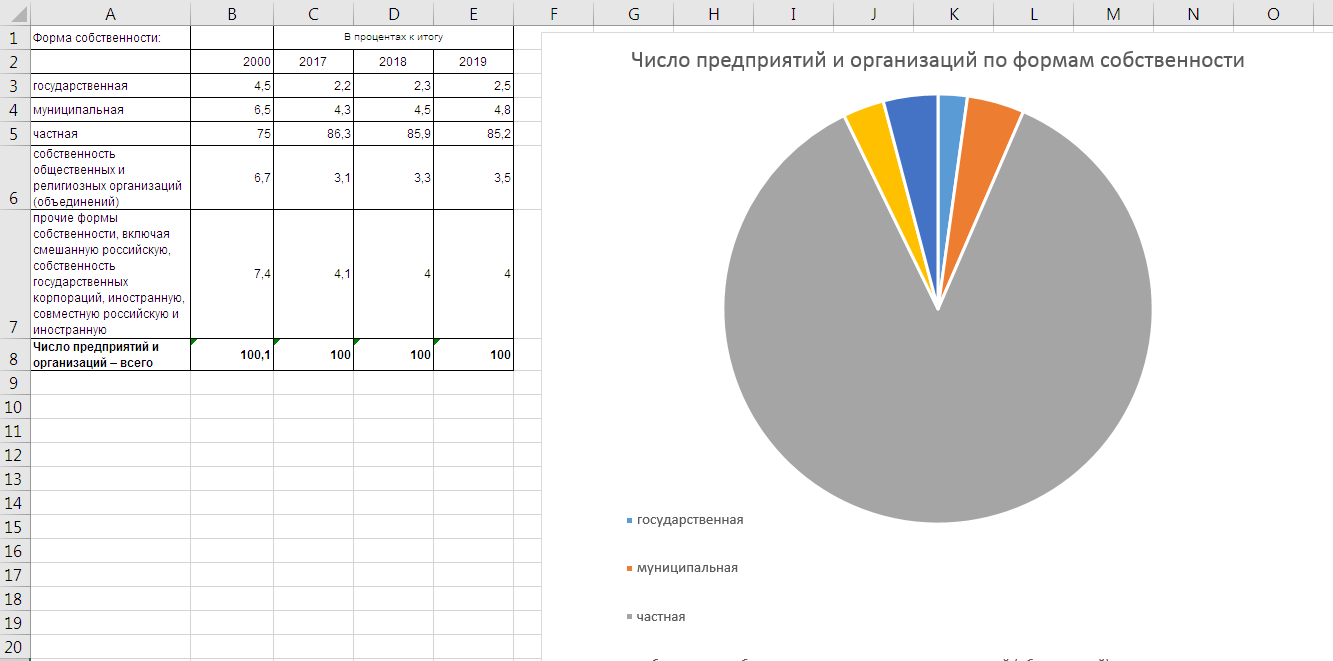 A B C D E F G H I J K L M N O
1 Форма собственности: В процентах к итогу
2 2000 2017 2018 2019
3 государственная 4,5 2,2 2,3 2,5
4 муниципальная 6,5 4,3 4,5 4,8
5 частная 75 86,3 85,9 85,2
собственность
общественных и
религиозных организаций
6 (объединений) 6,7 3,1 3,3 3,5
прочие формы
собственности, включая
смешанную российскую,
собственность
государственных
корпораций, иностранную,
совместную российскую и
7 иностранную 7,4 4,1 4 4
Число предприятий и
8 организаций – всего 100,1 100 100 100
9
10
11
12
13
14
15
16
17
18
19
20
Число предприятий и организаций по формам собственности
государственная
муниципальная
частная